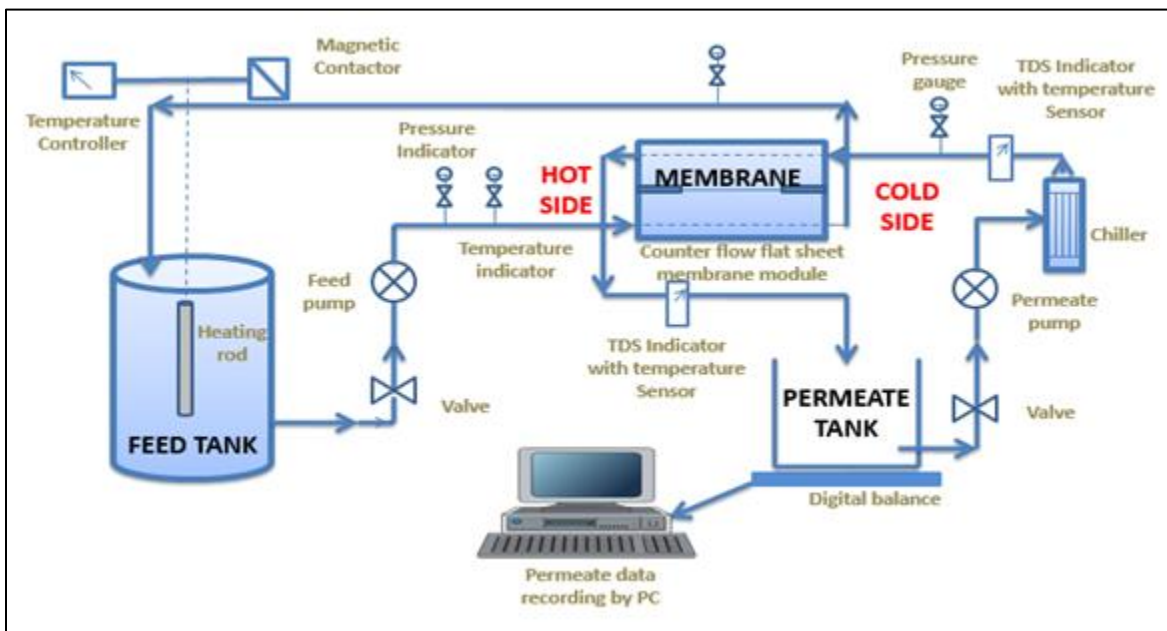 Magnetic
Contactor
Temperature
Controller
Pressure
Indicator
Pressure
gauge
TDS Indicator
with temperature
Sensor
HOT
SIDE
MEMBRANE
COLD
SIDE
Temperature
indicator
Counter flow flat sheet
membrane module
Chiller
Feed
pump
Heating
rod
Permeate
pump
TDS Indicator
with temperature
Sensor
Valve
FEED TANK
PERMEATE
TANK
Valve
Digital balance
Permeate data
recording by PC